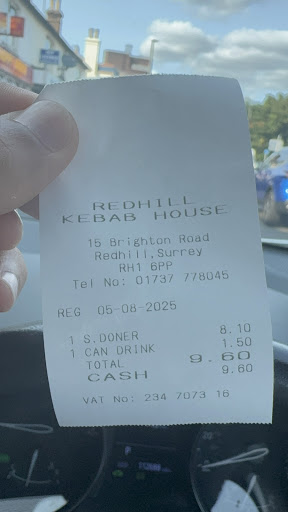 REDHILL
KEBAB HOUSE
15 Brighton Road
Redhill,Surrey
RH1 6PP
Tel No: 01737 778045
REG 05-08-2025
1 S.DONER 8.10
1 CAN DRINK 1.50
TOTAL 9.60
CASH 9.60
VAT No: 234 7073 16
P